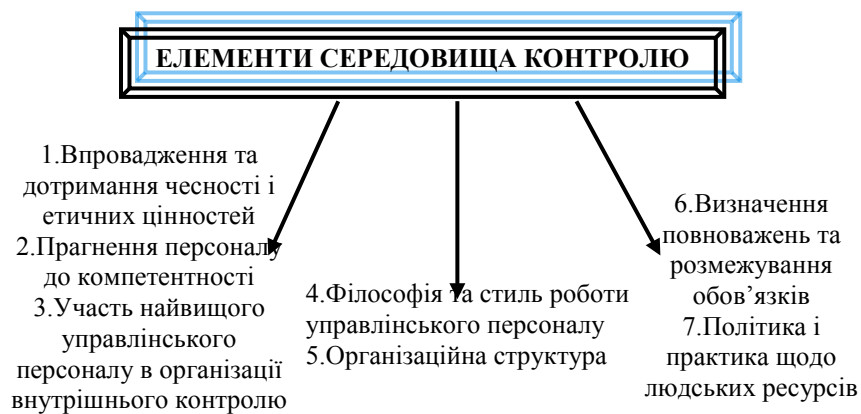 ЕЛЕМЕНТИ СЕРЕДОВИЩА КОНТРОЛЮ
1.Впровадження та
дотримання чесності і
етичних цінностей
2.Прагнення персоналу
до компетентності
3.Участь найвищого
управлінського
персоналу в організації
внутрішнього контролю
4.Філософія та стиль роботи
управлінського персоналу
5.Організаційна структура
6.Визначення
повноважень та
розмежування
обов’язків
7.Політика і
практика щодо
людських ресурсів